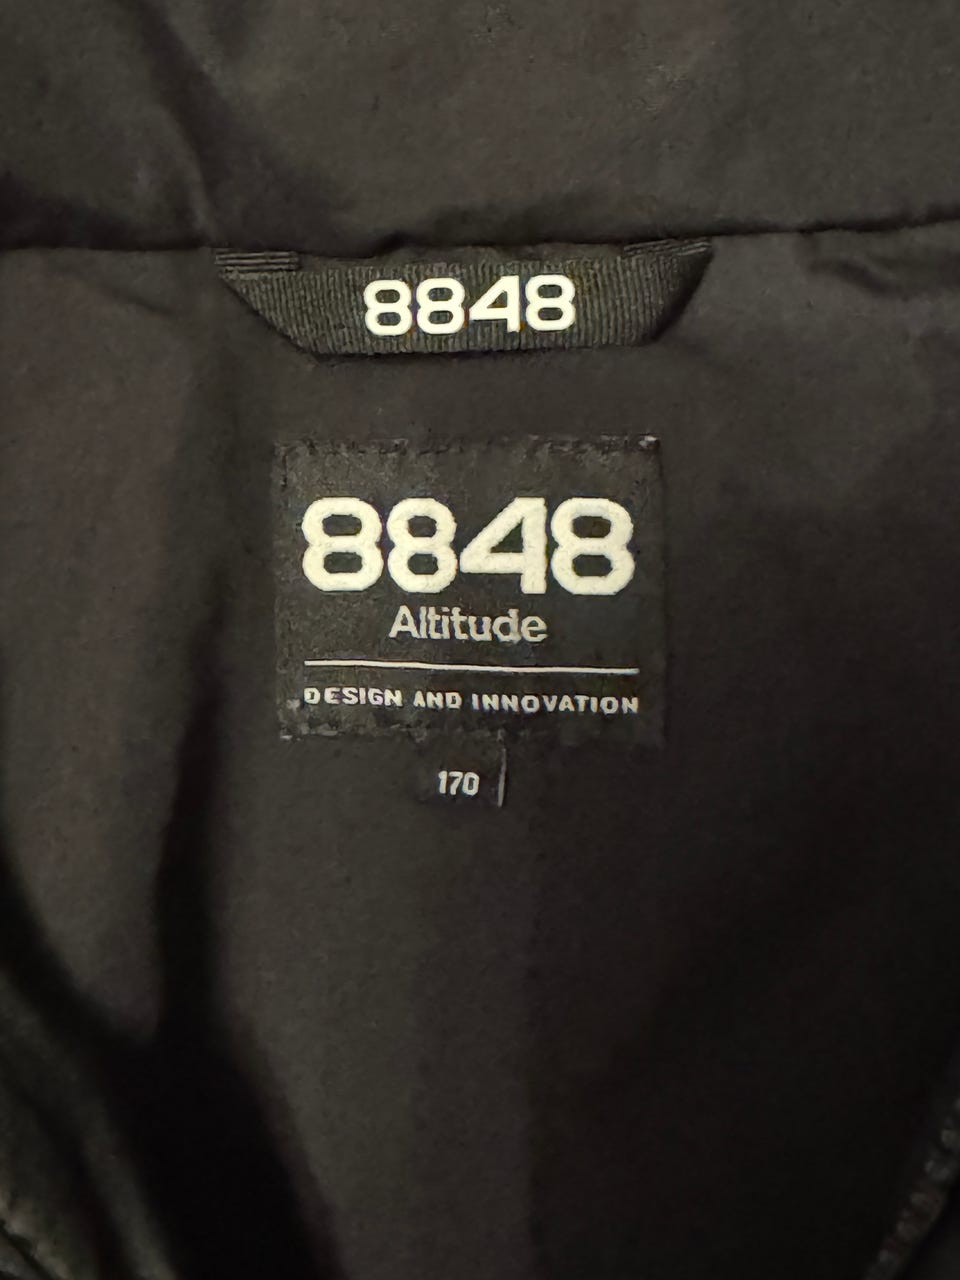 8848
8848
Altitude
DESIGN AND INNOVATION
170